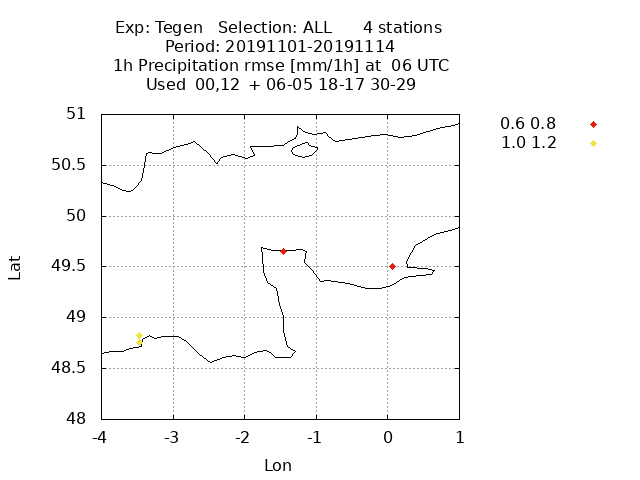 Exp: Tegen   Selection: ALL      4 stations
Period: 20191101-20191114
1h Precipitation rmse [mm/1h] at  06 UTC
Used  00,12  + 06-05 18-17 30-29
0.6 0.8
1.0 1.2
51
50.5
50
49.5
49
48.5
48
Lat
-4 -3 -2 -1 0 1
Lon